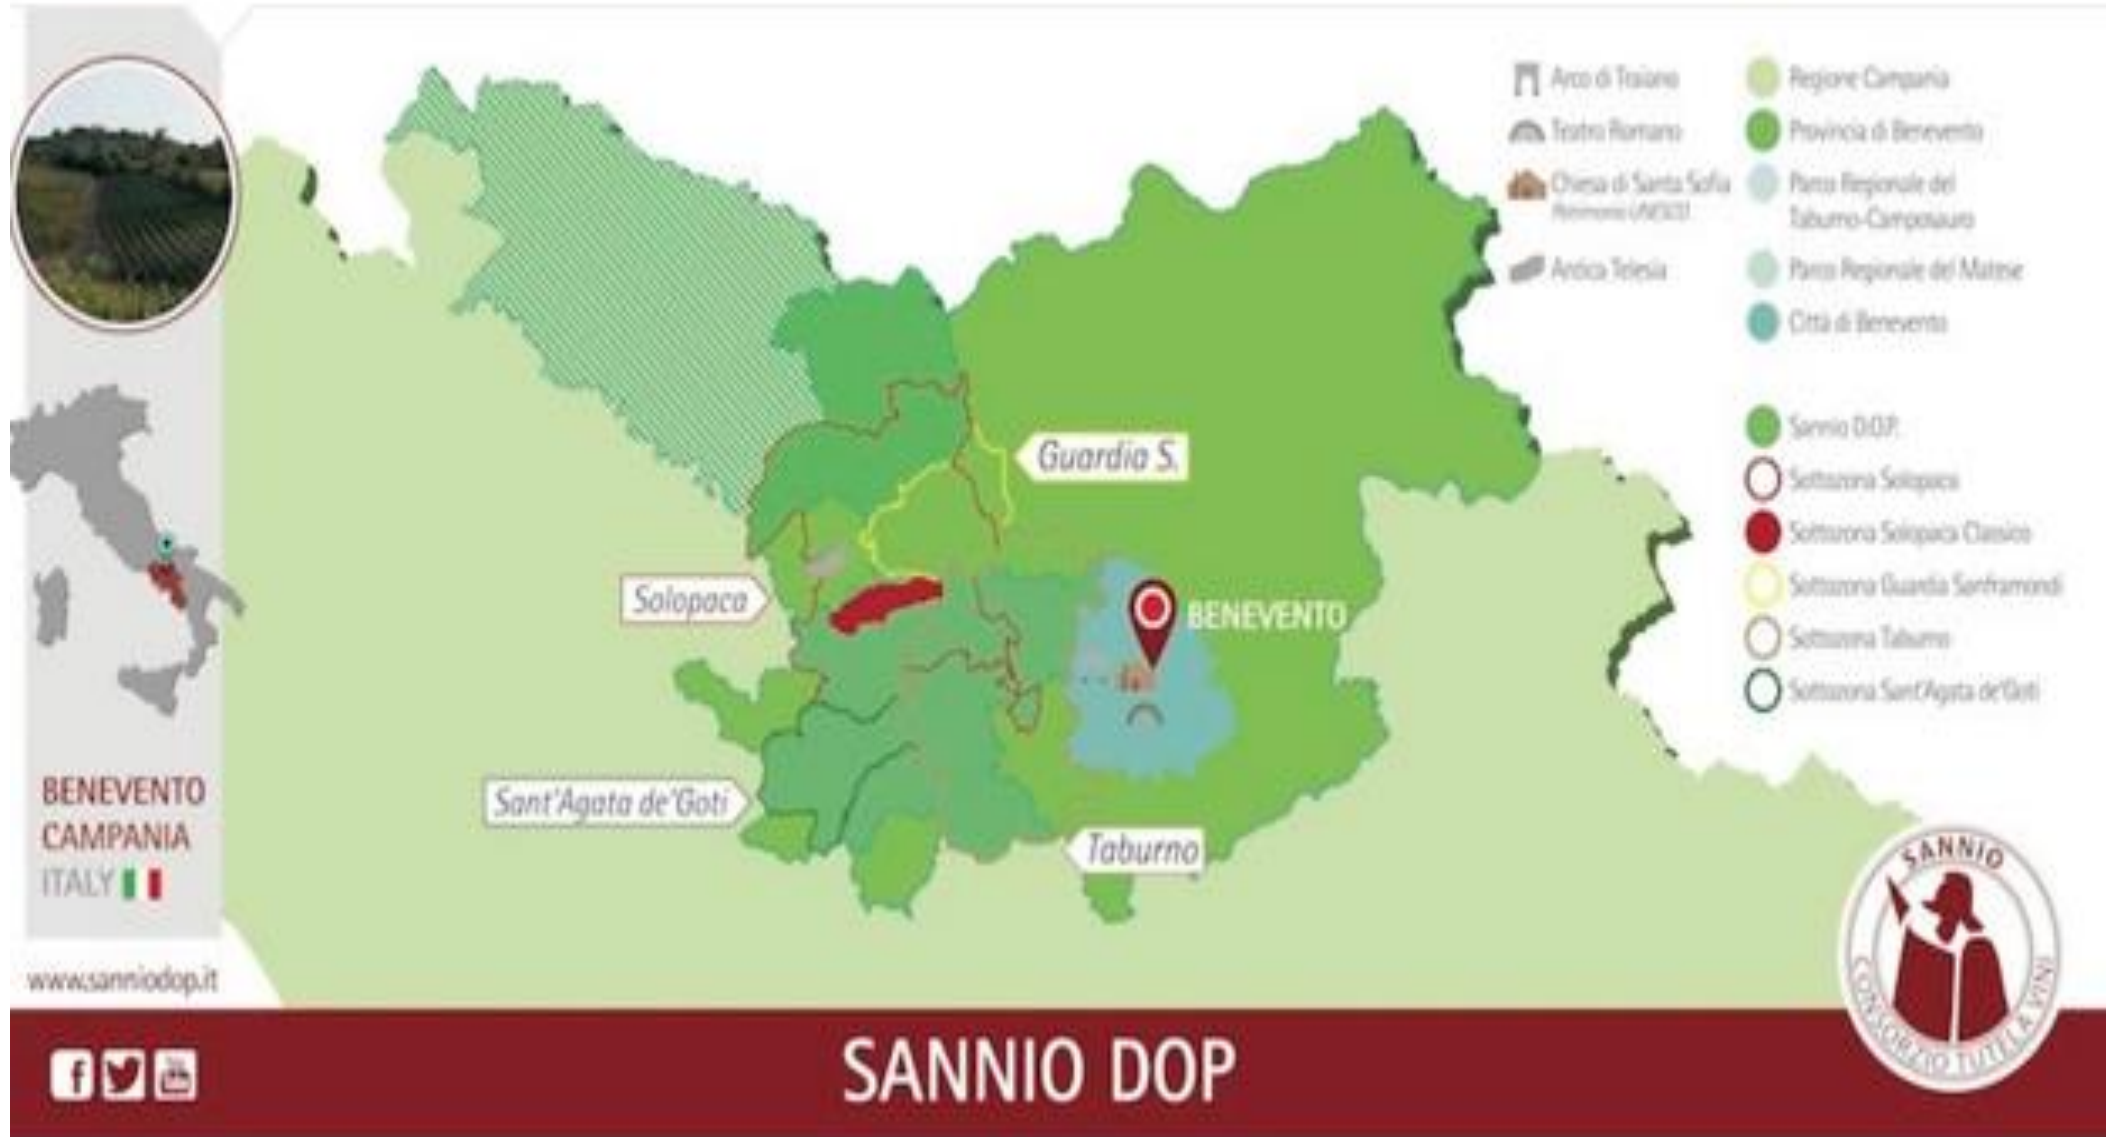 Arco di Traiano
Teatro Romano
Chiesa di Santa Sofia
Patrimonio UNESCO
Antica Telesia
Regione Campania
Provincia di Benevento
Parco Regionale del
Taburno-Camposauro
Parco Regionale del Matese
Città di Benevento
Sannio D.O.P.
Sottozona Solopaca
Sottozona Solopaca Classico
Sottozona Guardia Sanframondi
Sottozona Taburno
Sottozona Sant'Agata de'Goti
Guardia S.
Solopaca
BENEVENTO
Sant'Agata de'Goti
Taburno
BENEVENTO
CAMPANIA
ITALY
www.sanniodop.it
SANNIO
CONSORZIO TUTELA VINI
SANNIO DOP